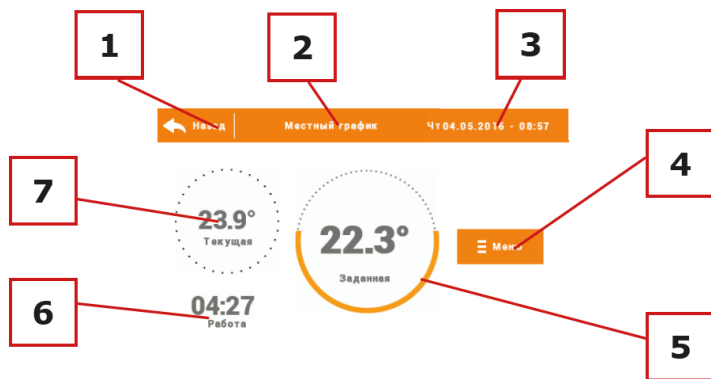 1
2
3
Назад
Местный график
Чт 04.05.2016 - 08:57
4
7
23.9°
Текущая
22.3°
Заданная
Меню
6
04:27
Работа
5